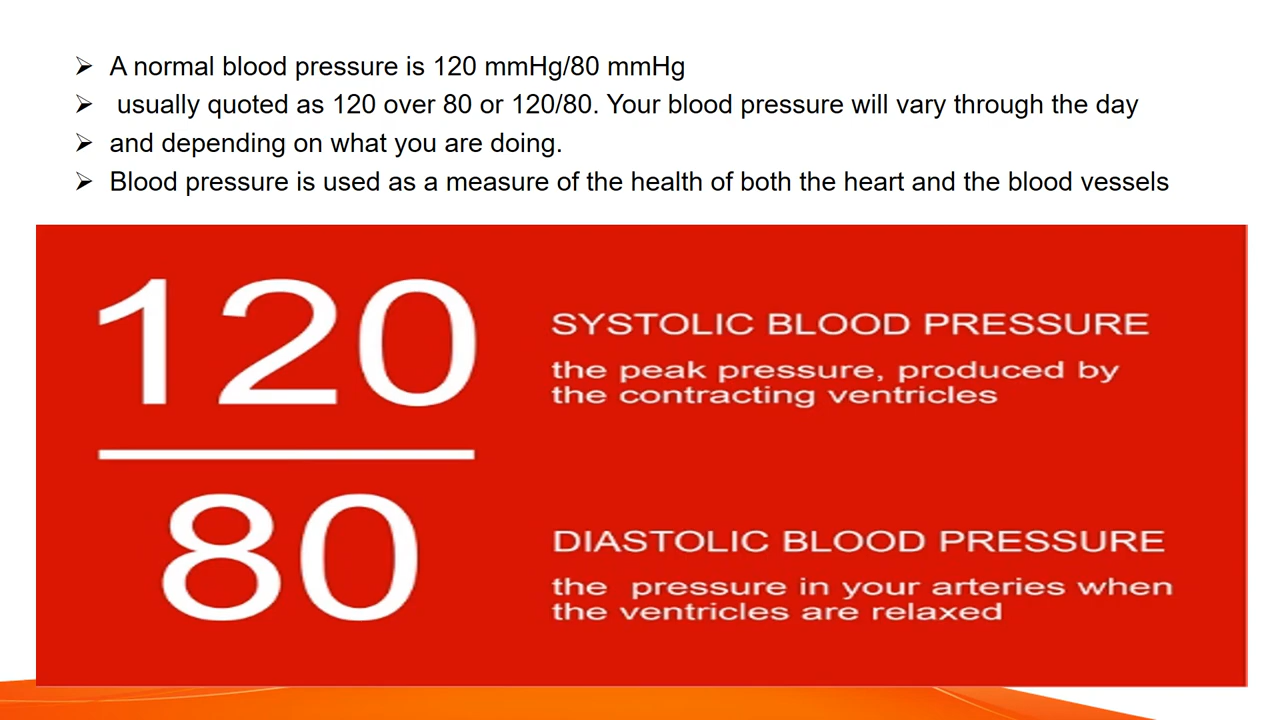 ➢ A normal blood pressure is 120 mmHg/80 mmHg
➢ usually quoted as 120 over 80 or 120/80. Your blood pressure will vary through the day
➢ and depending on what you are doing.
➢ Blood pressure is used as a measure of the health of both the heart and the blood vessels
120
SYSTOLIC BLOOD PRESSURE
the peak pressure, produced by
the contracting ventricles
80
DIASTOLIC BLOOD PRESSURE
the pressure in your arteries when
the ventricles are relaxed